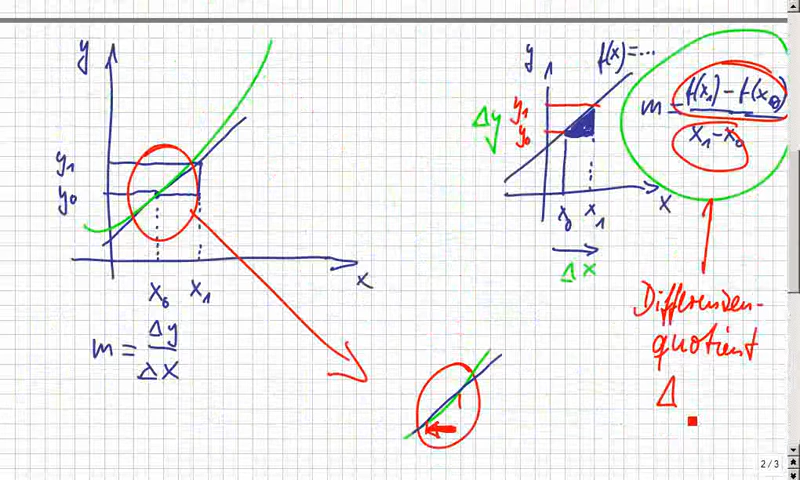 y
y₁
y₀
x₀ x₁
x
m = Δy / Δx
y
f(x)=...
Δy
y₁
y₀
x₀ x₁
x
Δx
m = f(x₁) - f(x₀) / x₁ - x₀
Differenzen-
quotient
Δ
2/3